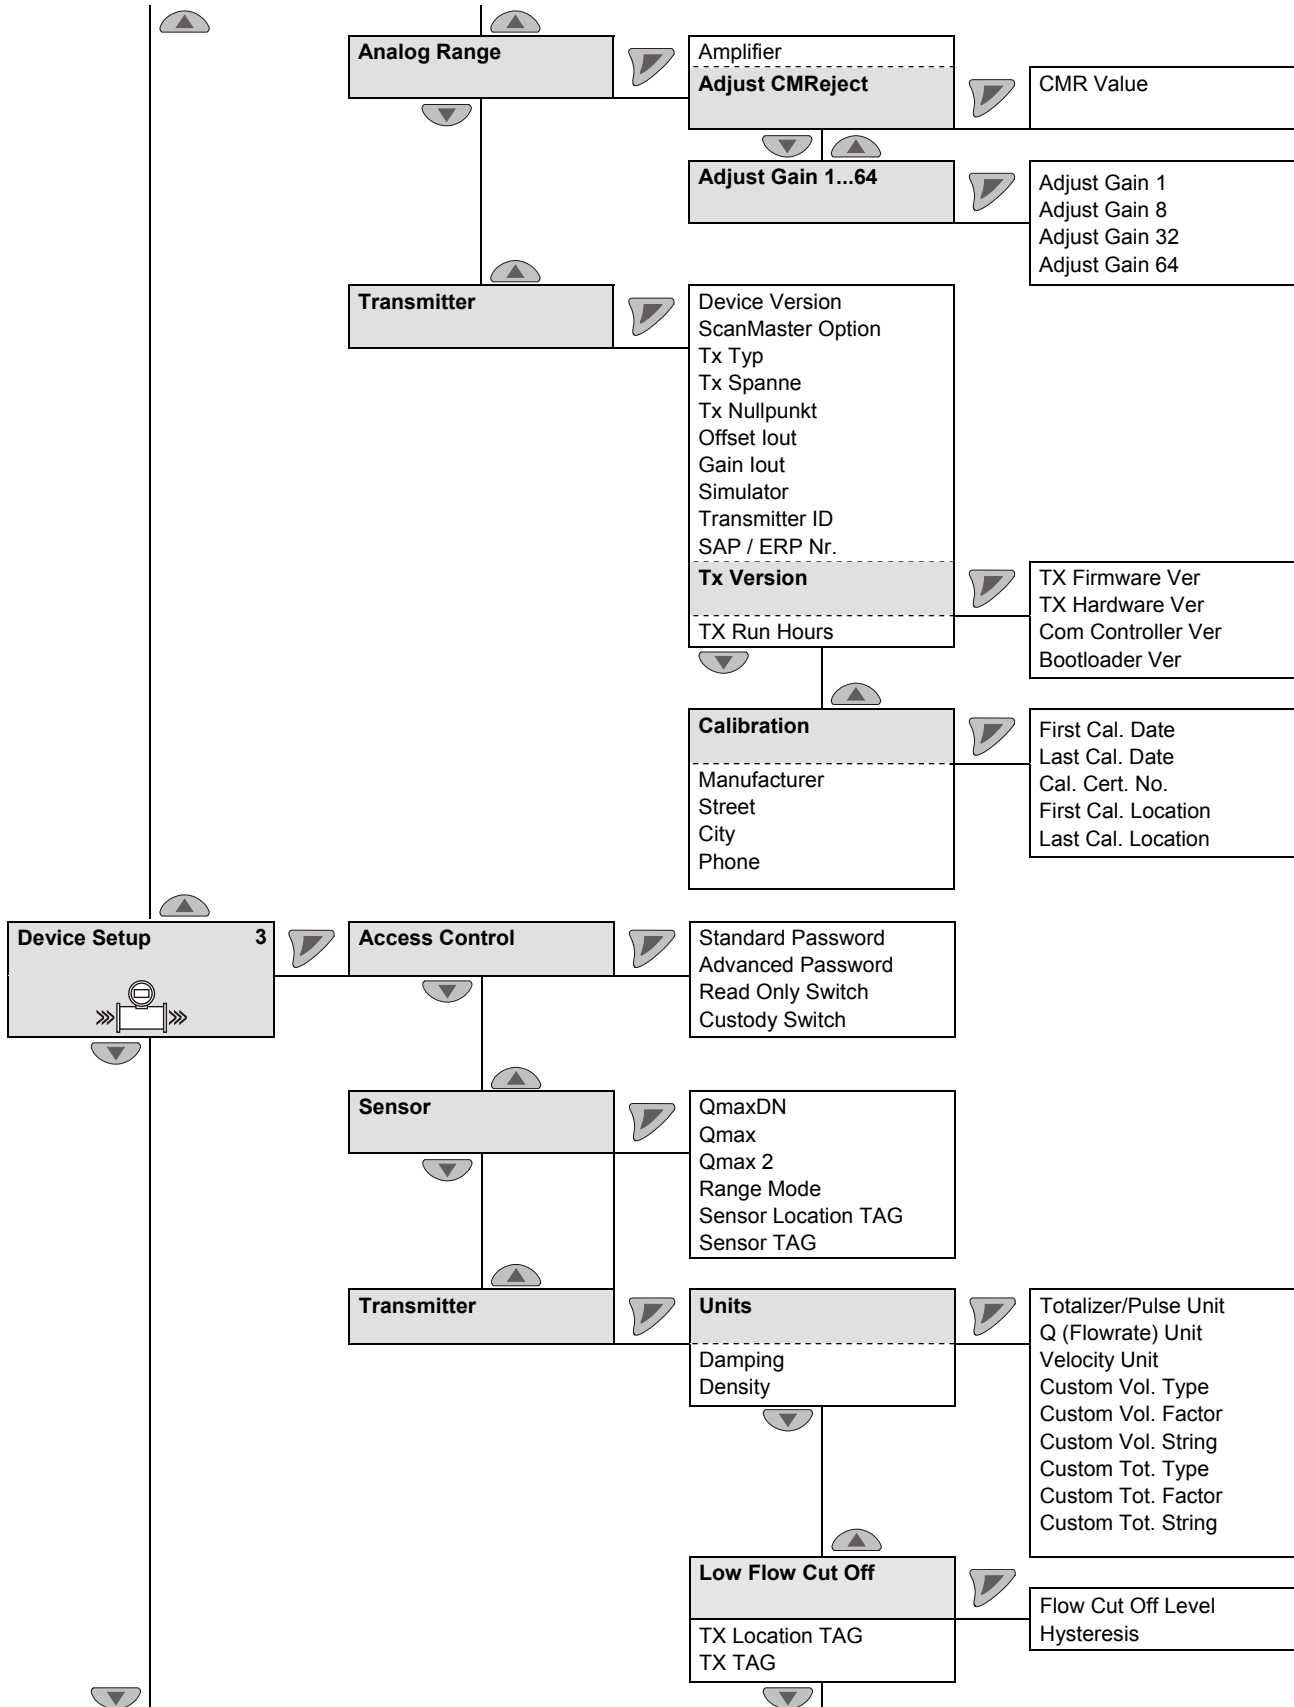 Analog Range
Amplifier
Adjust CMReject
CMR Value
Adjust Gain 1...64
Adjust Gain 1
Adjust Gain 8
Adjust Gain 32
Adjust Gain 64
Transmitter
Device Version
ScanMaster Option
Tx Typ
Tx Spanne
Tx Nullpunkt
Offset Iout
Gain Iout
Simulator
Transmitter ID
SAP / ERP Nr.
Tx Version
TX Run Hours
TX Firmware Ver
TX Hardware Ver
Com Controller Ver
Bootloader Ver
Calibration
Manufacturer
Street
City
Phone
First Cal. Date
Last Cal. Date
Cal. Cert. No.
First Cal. Location
Last Cal. Location
Device Setup 3
Access Control
Standard Password
Advanced Password
Read Only Switch
Custody Switch
Sensor
QmaxDN
Qmax
Qmax 2
Range Mode
Sensor Location TAG
Sensor TAG
Transmitter
Units
Damping
Density
Totalizer/Pulse Unit
Q (Flowrate) Unit
Velocity Unit
Custom Vol. Type
Custom Vol. Factor
Custom Vol. String
Custom Tot. Type
Custom Tot. Factor
Custom Tot. String
Low Flow Cut Off
TX Location TAG
TX TAG
Flow Cut Off Level
Hysteresis